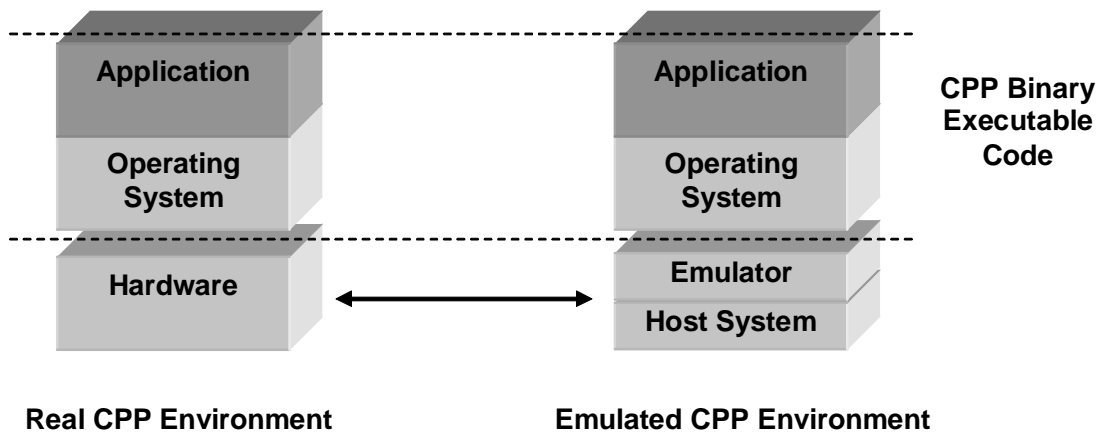 Application
Operating
System
Hardware
Real CPP Environment
Application
Operating
System
Emulator
Host System
Emulated CPP Environment
CPP Binary
Executable
Code